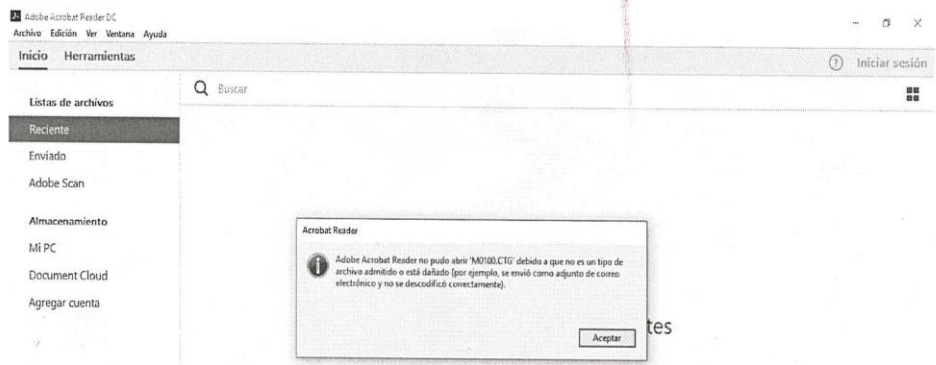 Adobe Acrobat Reader DC
Archivo Edición Ver Ventana Ayuda
Inicio Herramientas
Iniciar sesión
Buscar
Listas de archivos
Reciente
Enviado
Adobe Scan
Almacenamiento
Mi PC
Document Cloud
Agregar cuenta
Acrobat Reader
Adobe Acrobat Reader no pudo abrir 'M0100.CTG' debido a que no es un tipo de
archivo admitido o está dañado (por ejemplo, se envió como adjunto de correo
electrónico y no se descodificó correctamente).
tes
Aceptar